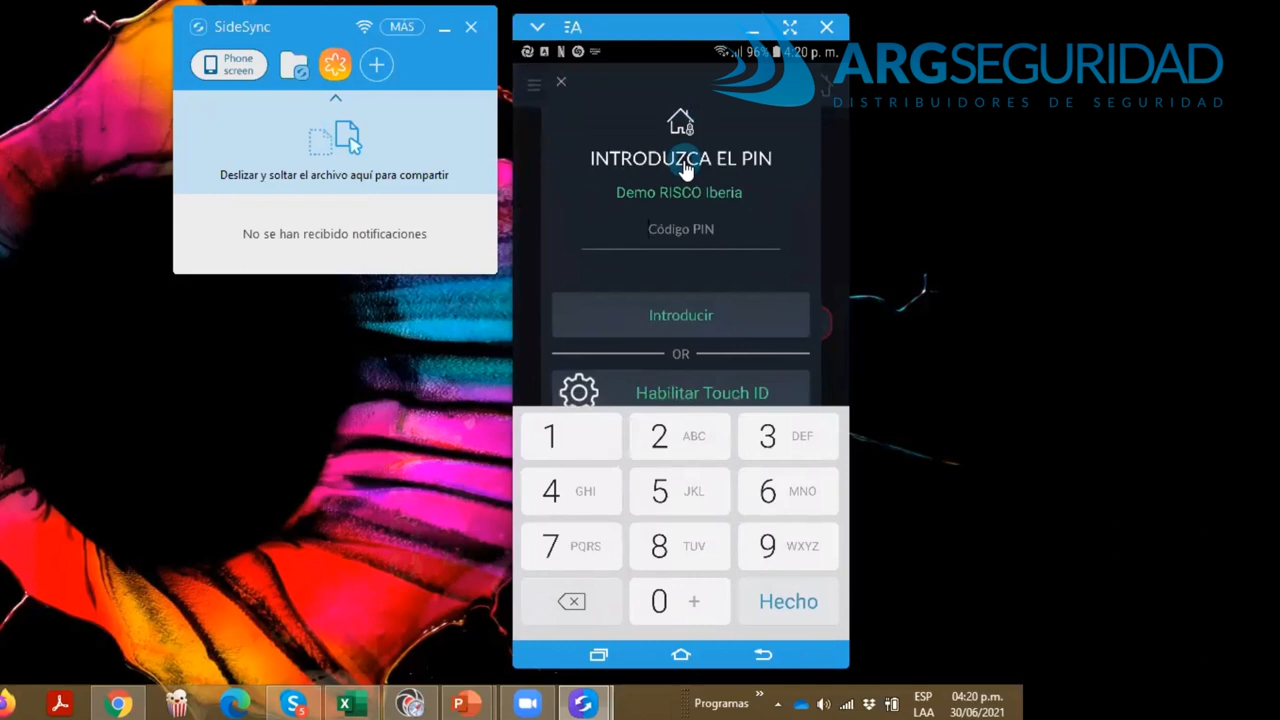 SideSync
MÁS
Phone
screen
Deslizar y soltar el archivo aquí para compartir
No se han recibido notificaciones
EA
N
96% 4:20 p. m.
ARGSEGURIDAD
DISTRIBUIDORES DE SEGURIDAD
INTRODUZCA EL PIN
Demo RISCO Iberia
Código PIN
Introducir
OR
Habilitar Touch ID
1
2 ABC
3 DEF
4 GHI
5 JKL
6 MNO
7 PQRS
8 TUV
9 WXYZ
0 +
Hecho
Programas
ESP
LAA
04:20 p.m.
30/06/2021